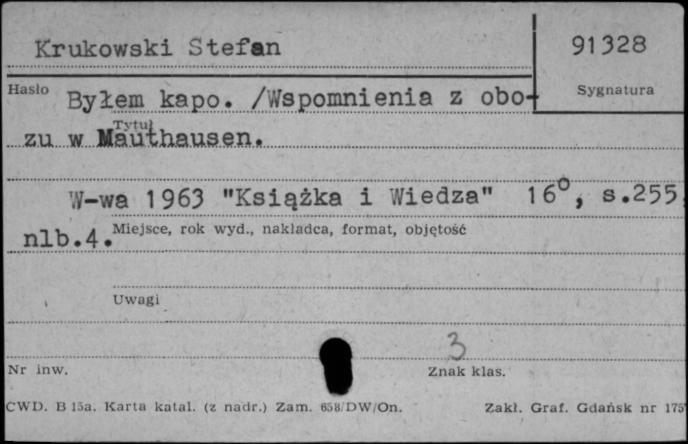 Krukowski Stefan
91328
Hasło
Sygnatura
Byłem kapo. /Wspomnienia z obo-
Tytuł
zu w Mauthausen.
W-wa 1963 "Książka i Wiedza" 16°, s.255,
nlb.4.
Miejsce, rok wyd., nakładca, format, objętość
Uwagi
3
Nr inw.
Znak klas.
CWD. B 15a. Karta katal. (z nadr.) Zam. 658/DW/On.
Zakł. Graf. Gdańsk nr 175